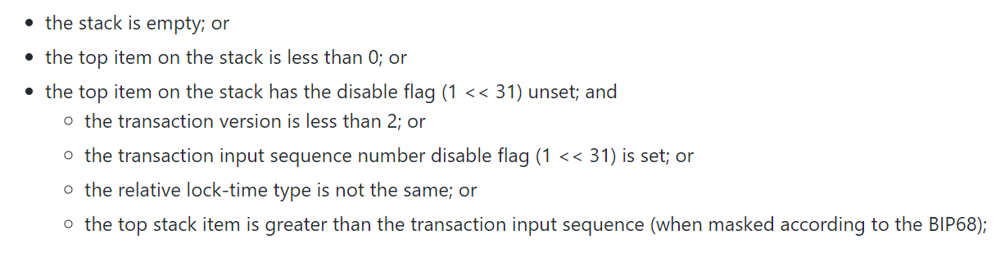 the stack is empty; or
the top item on the stack is less than 0; or
the top item on the stack has the disable flag (1 << 31) unset; and
the transaction version is less than 2; or
the transaction input sequence number disable flag (1 << 31) is set; or
the relative lock-time type is not the same; or
the top stack item is greater than the transaction input sequence (when masked according to the BIP68);